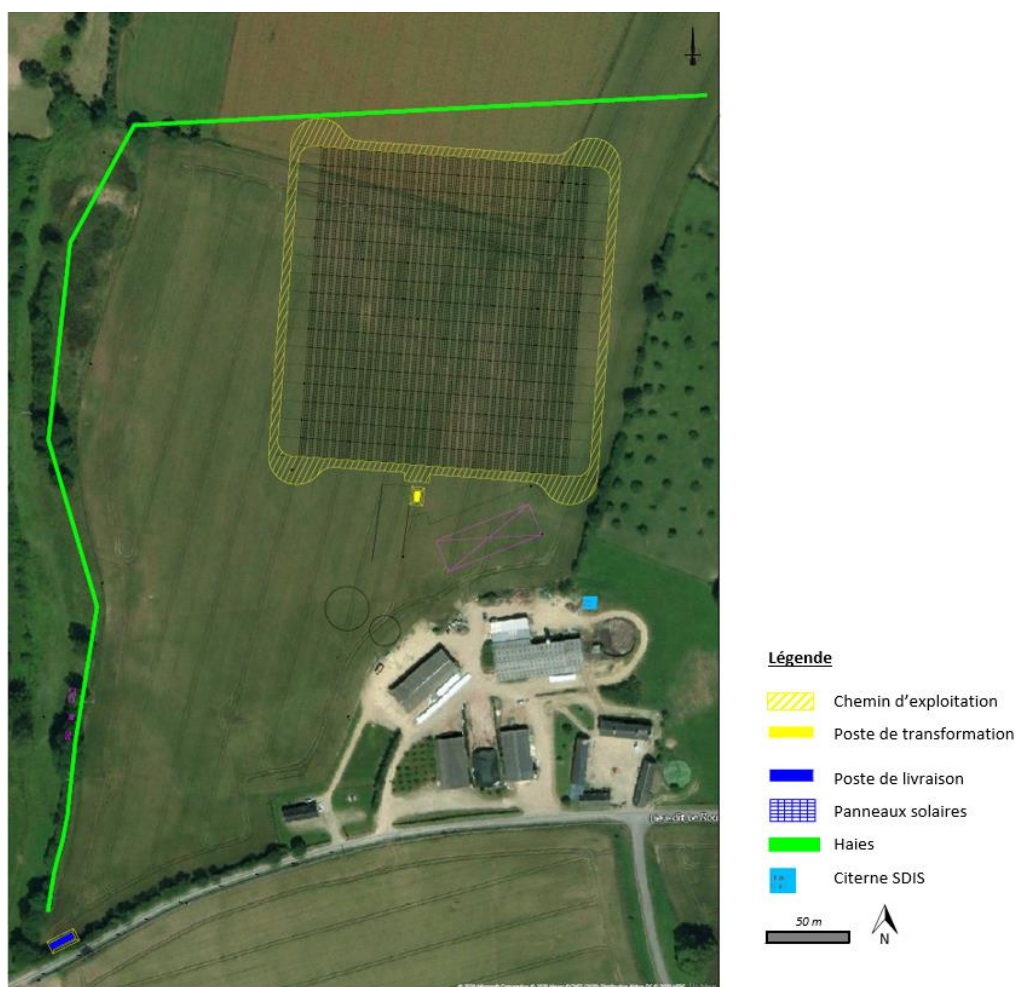 Légende
Chemin d'exploitation
Poste de transformation
Poste de livraison
Panneaux solaires
Haies
Citerne SDIS
50 m
N